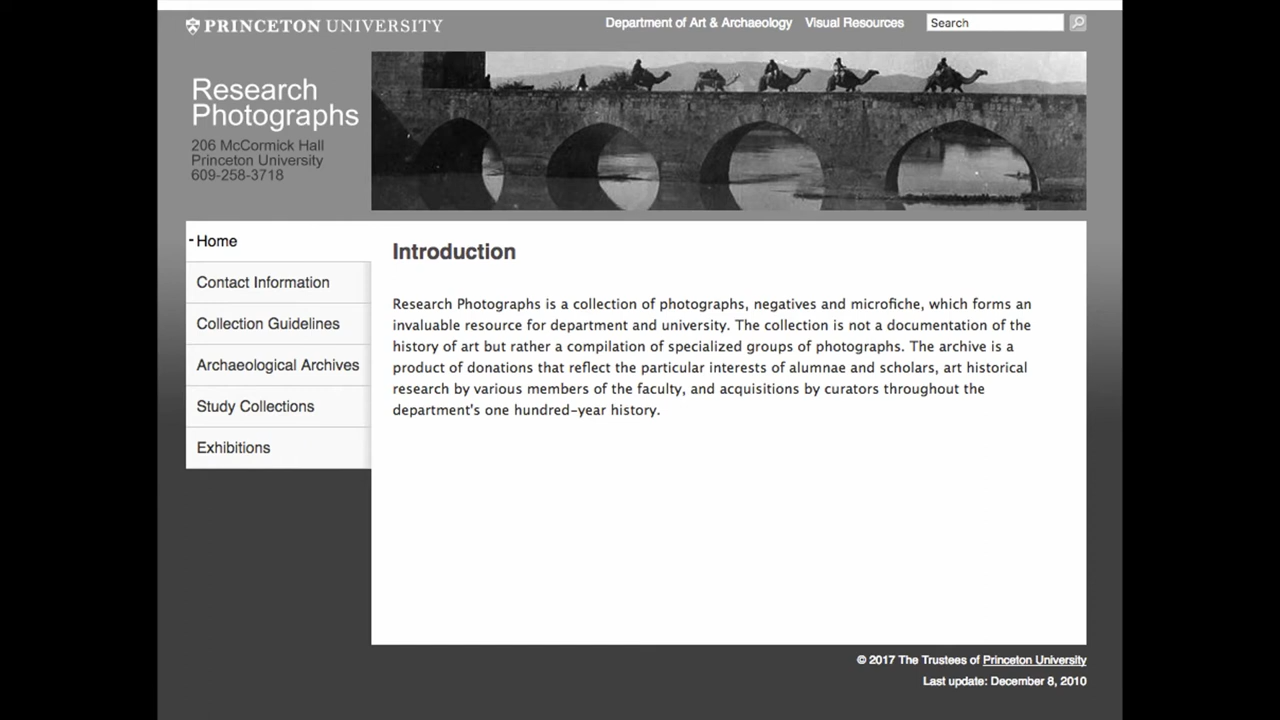 PRINCETON UNIVERSITY
Department of Art & Archaeology Visual Resources Search
Research
Photographs
206 McCormick Hall
Princeton University
609-258-3718
- Home
Contact Information
Collection Guidelines
Archaeological Archives
Study Collections
Exhibitions
Introduction
Research Photographs is a collection of photographs, negatives and microfiche, which forms an
invaluable resource for department and university. The collection is not a documentation of the
history of art but rather a compilation of specialized groups of photographs. The archive is a
product of donations that reflect the particular interests of alumnae and scholars, art historical
research by various members of the faculty, and acquisitions by curators throughout the
department's one hundred-year history.
© 2017 The Trustees of Princeton University
Last update: December 8, 2010